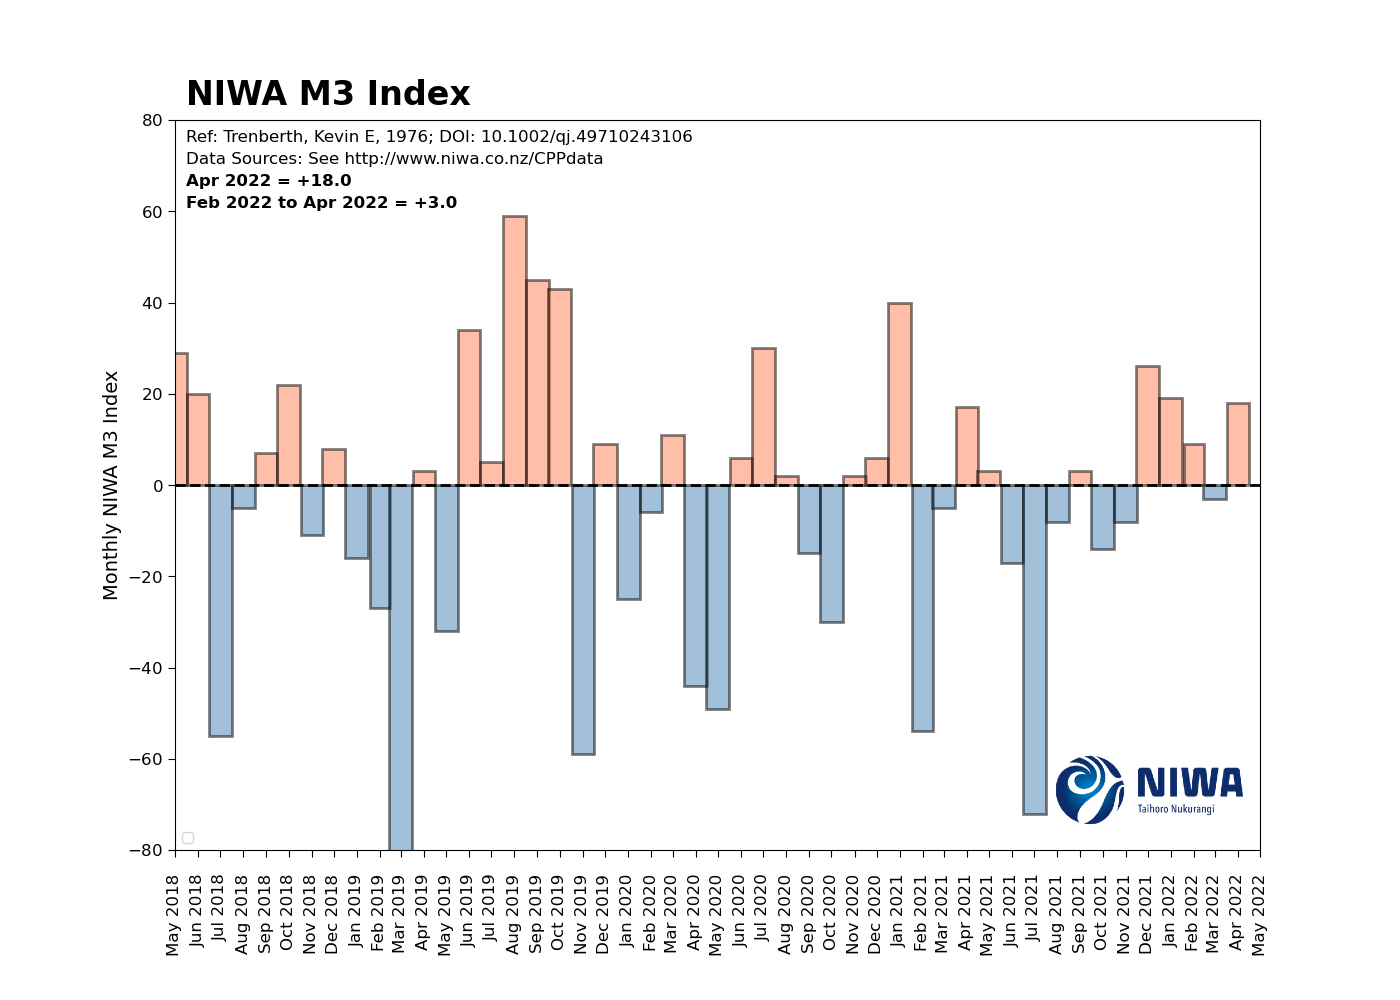 NIWA M3 Index
Ref: Trenberth, Kevin E, 1976; DOI: 10.1002/qj.49710243106
Data Sources: See http://www.niwa.co.nz/CPPdata
Apr 2022 = +18.0
Feb 2022 to Apr 2022 = +3.0
Monthly NIWA M3 Index
80
60
40
20
0
−20
−40
−60
−80
NIWA
Taihoro Nukurangi
May 2018
Jun 2018
Jul 2018
Aug 2018
Sep 2018
Oct 2018
Nov 2018
Dec 2018
Jan 2019
Feb 2019
Mar 2019
Apr 2019
May 2019
Jun 2019
Jul 2019
Aug 2019
Sep 2019
Oct 2019
Nov 2019
Dec 2019
Jan 2020
Feb 2020
Mar 2020
Apr 2020
May 2020
Jun 2020
Jul 2020
Aug 2020
Sep 2020
Oct 2020
Nov 2020
Dec 2020
Jan 2021
Feb 2021
Mar 2021
Apr 2021
May 2021
Jun 2021
Jul 2021
Aug 2021
Sep 2021
Oct 2021
Nov 2021
Dec 2021
Jan 2022
Feb 2022
Mar 2022
Apr 2022
May 2022